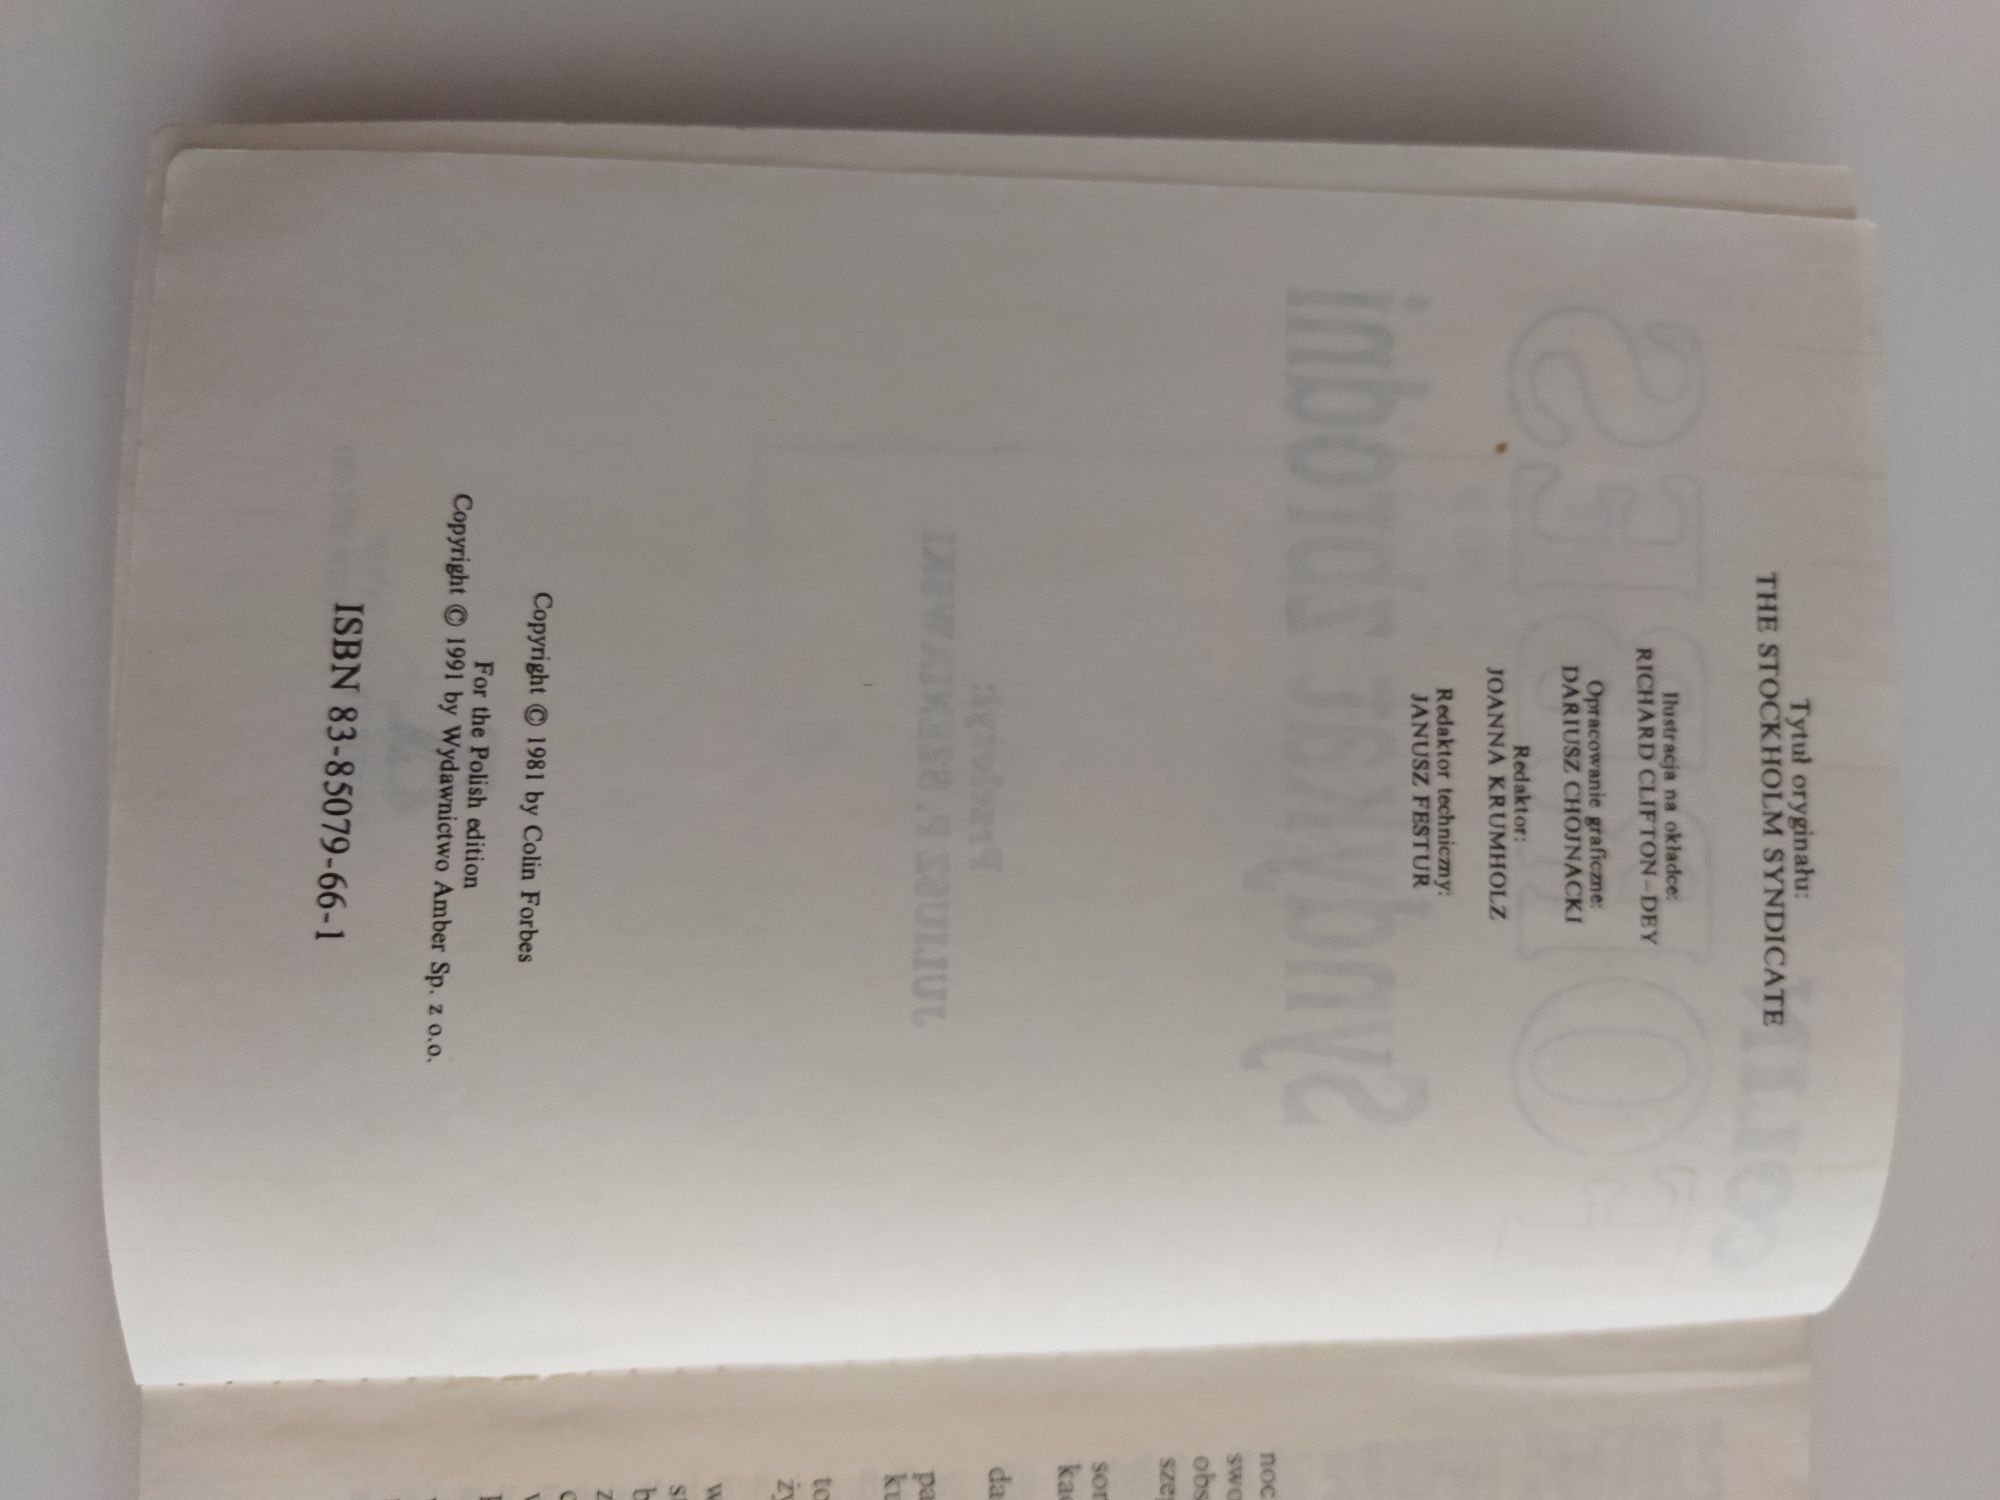 Tytuł oryginału:
THE STOCKHOLM SYNDICATE
Ilustracja na okładce:
RICHARD CLIFTON-DEY
Opracowanie graficzne:
DARIUSZ CHOJNACKI
Redaktor:
JOANNA KRUMHOLZ
Redaktor techniczny:
JANUSZ FESTUR
Copyright © 1981 by Colin Forbes
For the Polish edition
Copyright © 1991 by Wydawnictwo Amber Sp. z o.o.
ISBN 83-85079-66-1